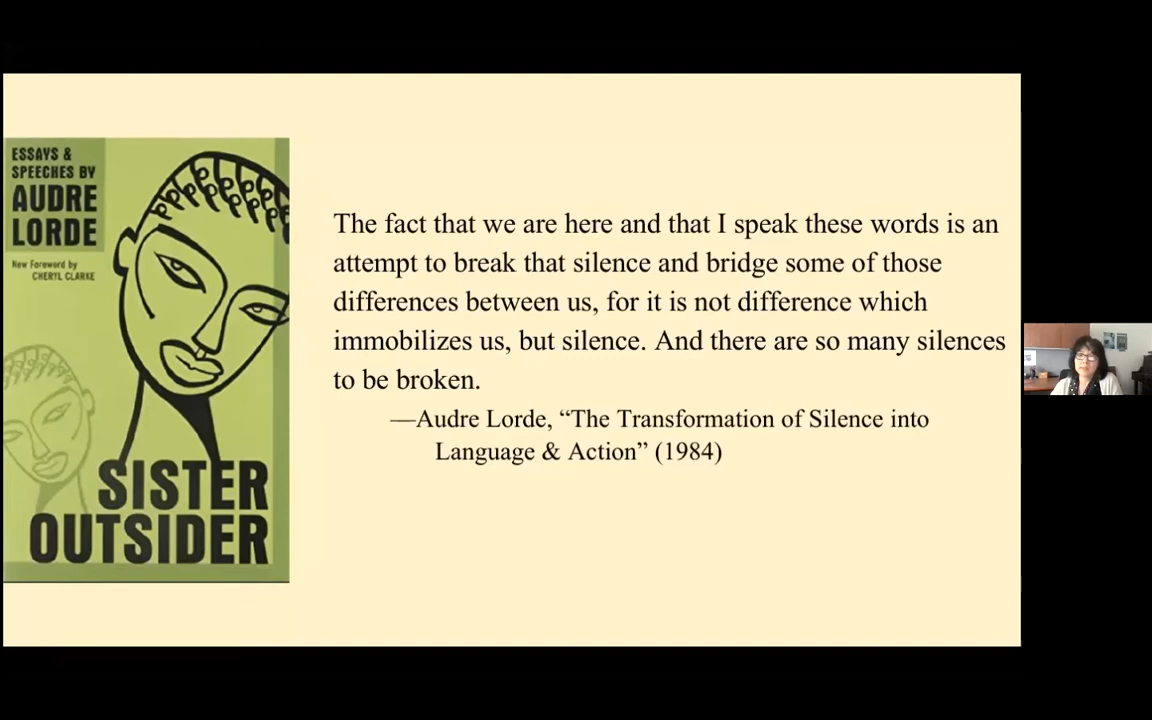 ESSAYS &
SPEECHES BY
AUDRE
LORDE
New Foreword by
CHERYL CLARKE
SISTER
OUTSIDER
The fact that we are here and that I speak these words is an
attempt to break that silence and bridge some of those
differences between us, for it is not difference which
immobilizes us, but silence. And there are so many silences
to be broken.
—Audre Lorde, “The Transformation of Silence into
Language & Action” (1984)